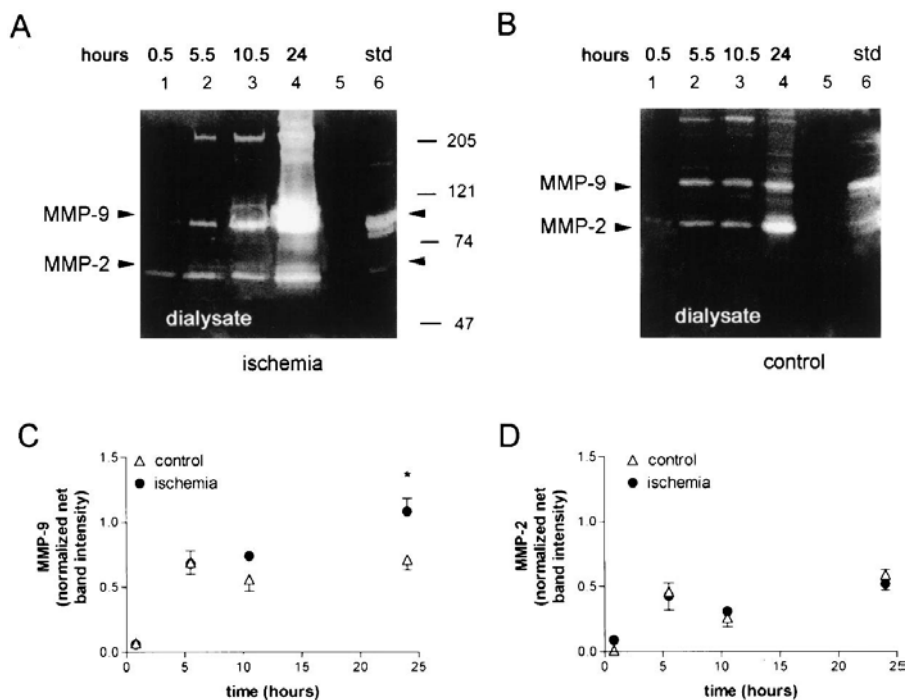 A
hours 0.5 5.5 10.5 24 std
1 2 3 4 5 6
205
121
MMP-9
74
MMP-2
47
dialysate
ischemia
B
hours 0.5 5.5 10.5 24 std
1 2 3 4 5 6
MMP-9
MMP-2
dialysate
control
C
1.5
1.0
0.5
0.0
MMP-9
(normalized net
band intensity)
△ control
● ischemia
*
0 5 10 15 20 25
time (hours)
D
1.5
1.0
0.5
0.0
MMP-2
(normalized net
band intensity)
△ control
● ischemia
0 5 10 15 20 25
time (hours)